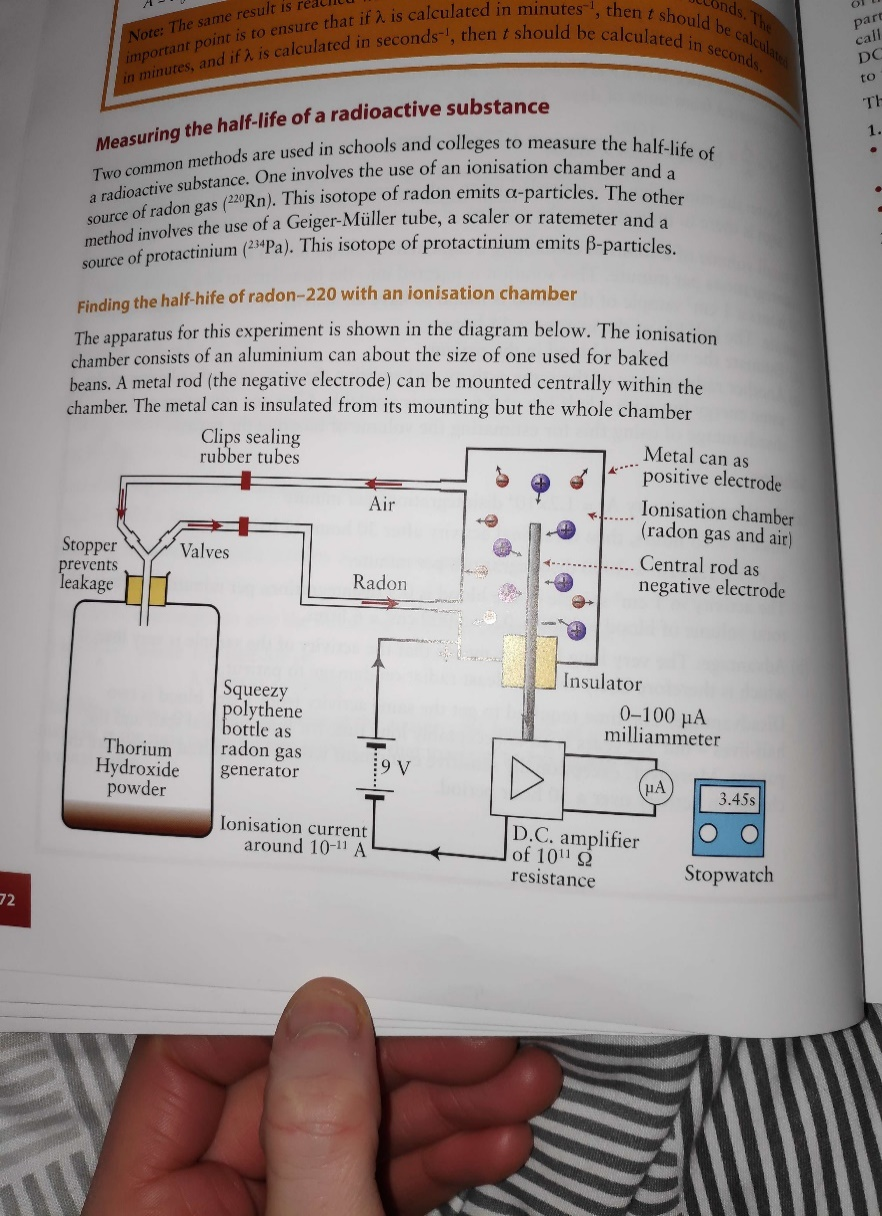 Note: The same result is
important point is to ensure that if λ is calculated in minutes⁻¹, then t should be calculated
in minutes, and if λ is calculated in seconds⁻¹, then t should be calculated in seconds.
Measuring the half-life of a radioactive substance
Two common methods are used in schools and colleges to measure the half-life of
a radioactive substance. One involves the use of an ionisation chamber and a
source of radon gas (²²⁰Rn). This isotope of radon emits α-particles. The other
method involves the use of a Geiger-Müller tube, a scaler or ratemeter and a
source of protactinium (²³⁴Pa). This isotope of protactinium emits β-particles.
Finding the half-hife of radon–220 with an ionisation chamber
The apparatus for this experiment is shown in the diagram below. The ionisation
chamber consists of an aluminium can about the size of one used for baked
beans. A metal rod (the negative electrode) can be mounted centrally within the
chamber. The metal can is insulated from its mounting but the whole chamber
Clips sealing
rubber tubes
Air
Metal can as
positive electrode
Ionisation chamber
(radon gas and air)
Stopper
prevents
leakage
Valves
Radon
Central rod as
negative electrode
Insulator
Squeezy
polythene
bottle as
radon gas
generator
Thorium
Hydroxide
powder
9 V
0–100 µA
milliammeter
µA
3.45s
Ionisation current
around 10⁻¹¹ A
D.C. amplifier
of 10¹¹ Ω
resistance
Stopwatch
72
1.